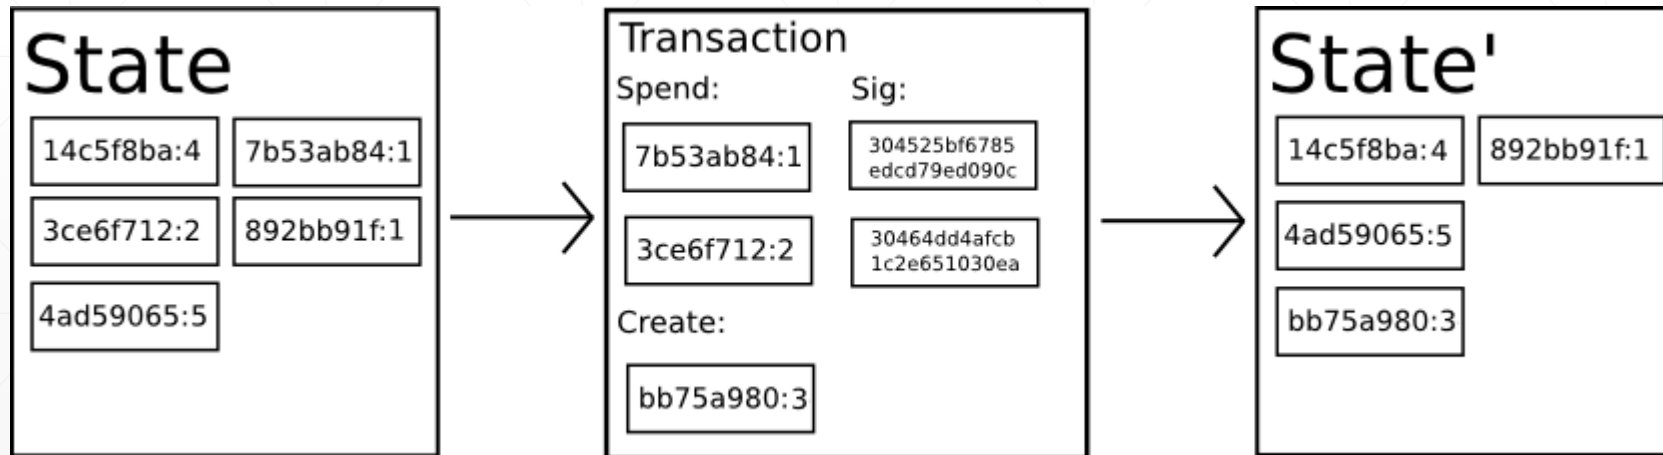 State
14c5f8ba:4 7b53ab84:1
3ce6f712:2 892bb91f:1
4ad59065:5
Transaction
Spend: Sig:
7b53ab84:1
304525bf6785
edcd79ed090c
3ce6f712:2
30464dd4afcb
1c2e651030ea
Create:
bb75a980:3
State'
14c5f8ba:4 892bb91f:1
4ad59065:5
bb75a980:3